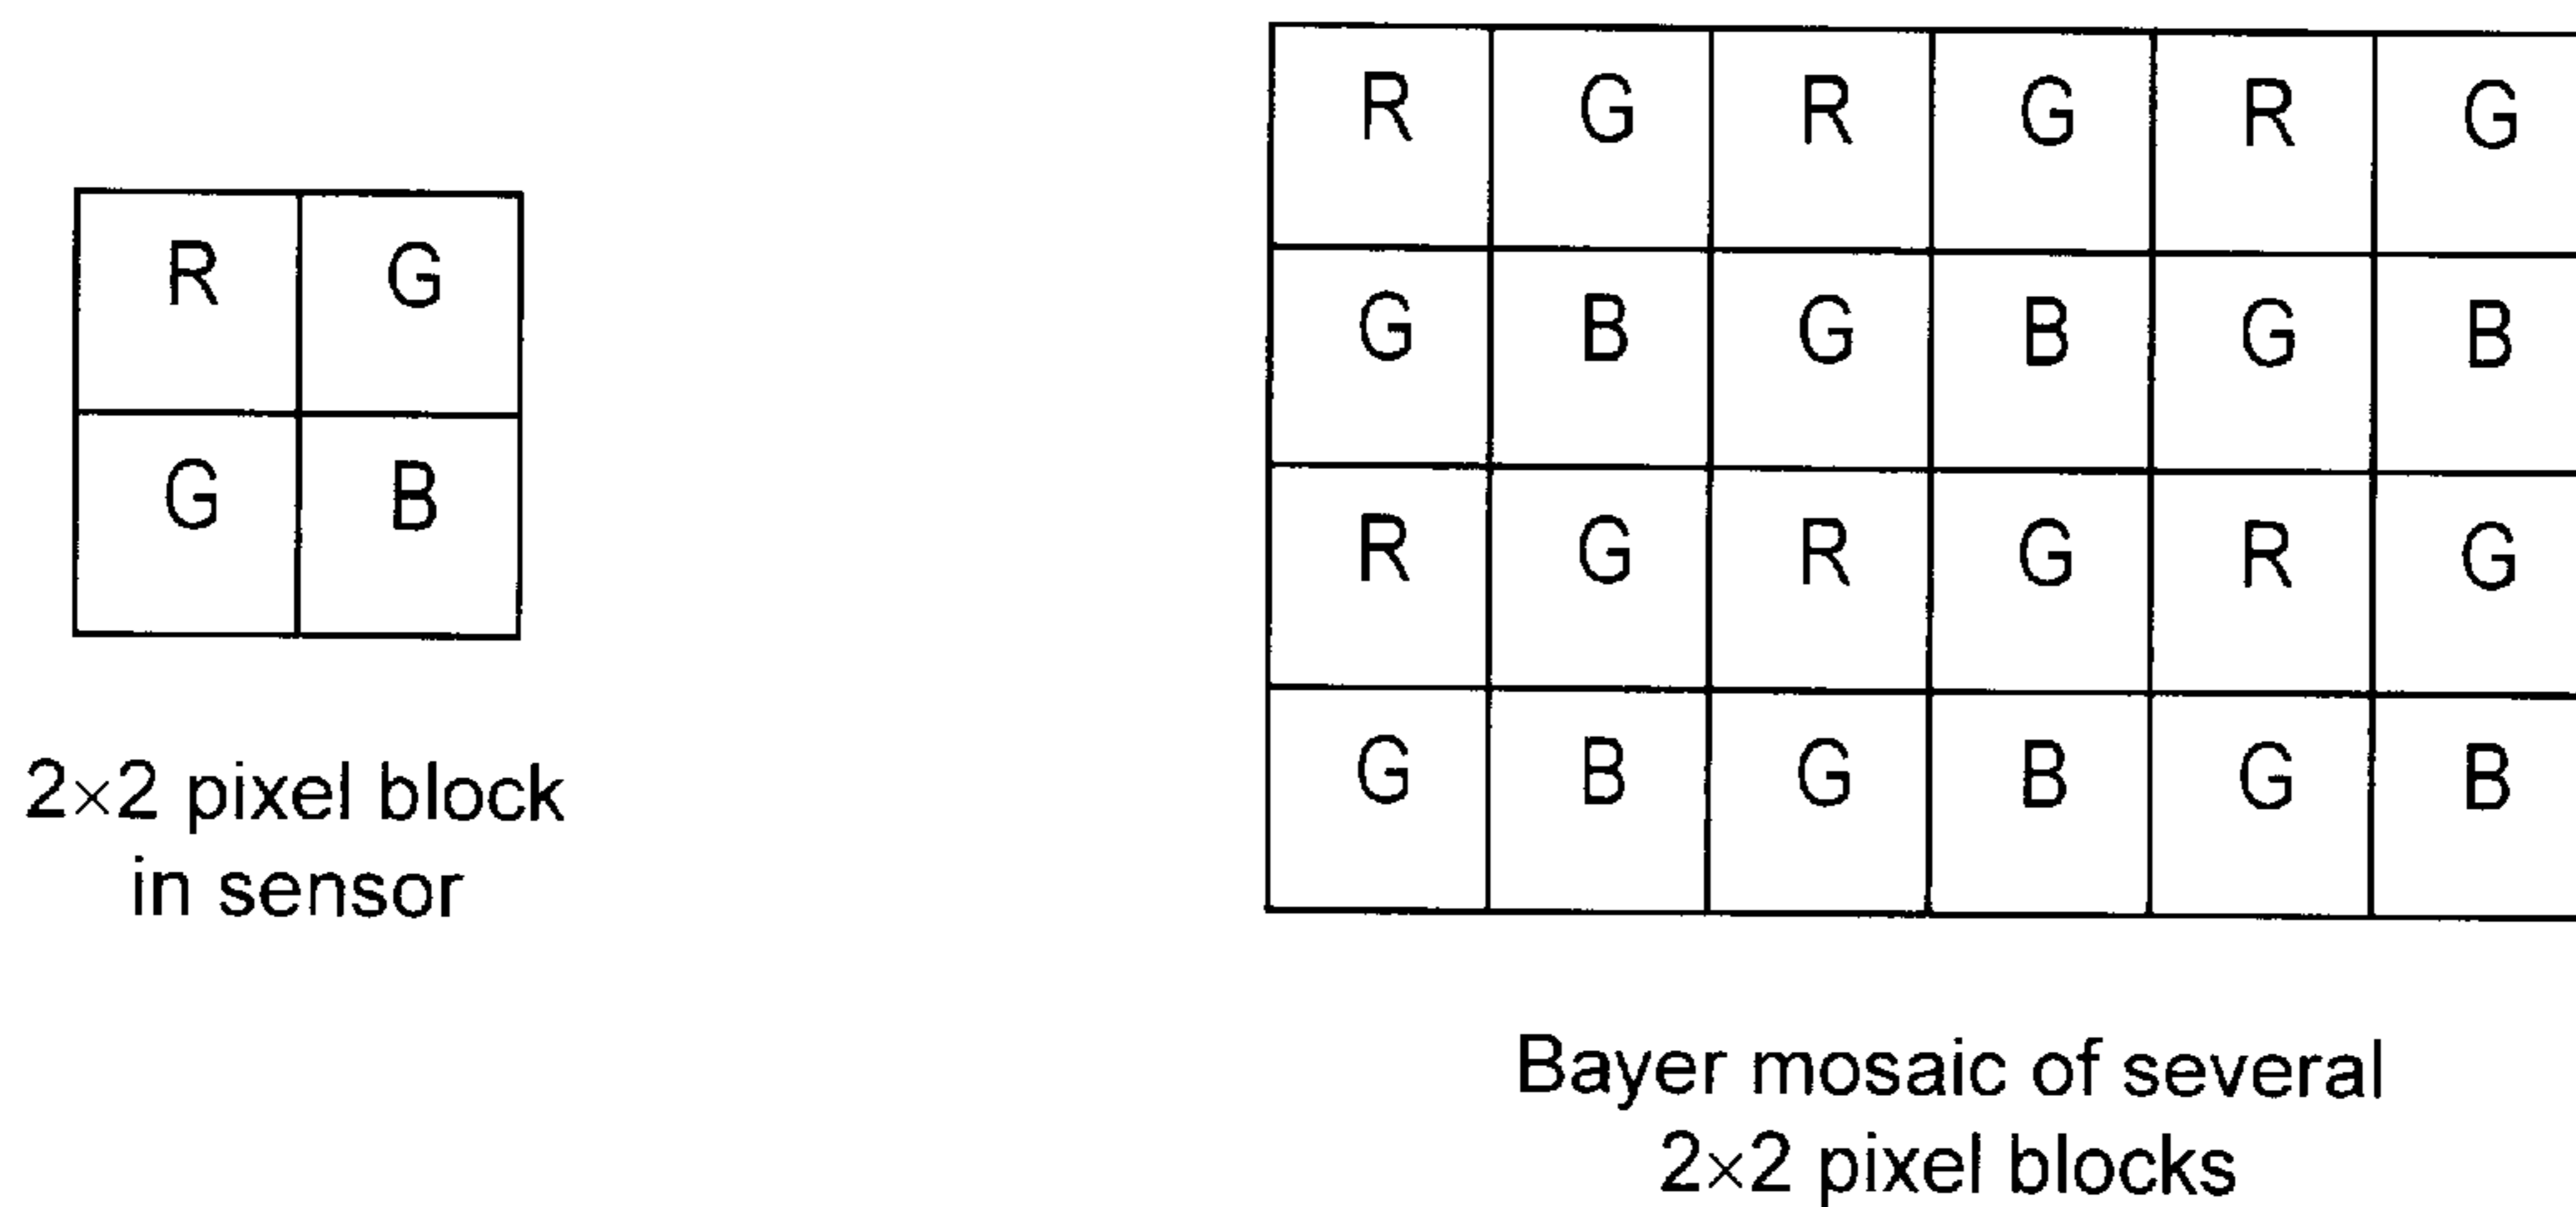 R G
G B
2×2 pixel block
in sensor
R G R G R G
G B G B G B
R G R G R G
G B G B G B
Bayer mosaic of several
2×2 pixel blocks